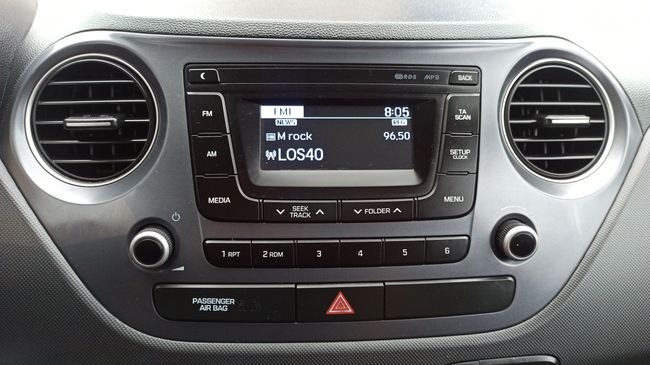 RDS MP3 BACK
FM
AM
MEDIA
FM1 8:05
NEWS
M rock 96.50
LOS40
TA
SCAN
SETUP
CLOCK
MENU
SEEK
TRACK
FOLDER
1 RPT 2 RDM 3 4 5 6
PASSENGER
AIR BAG